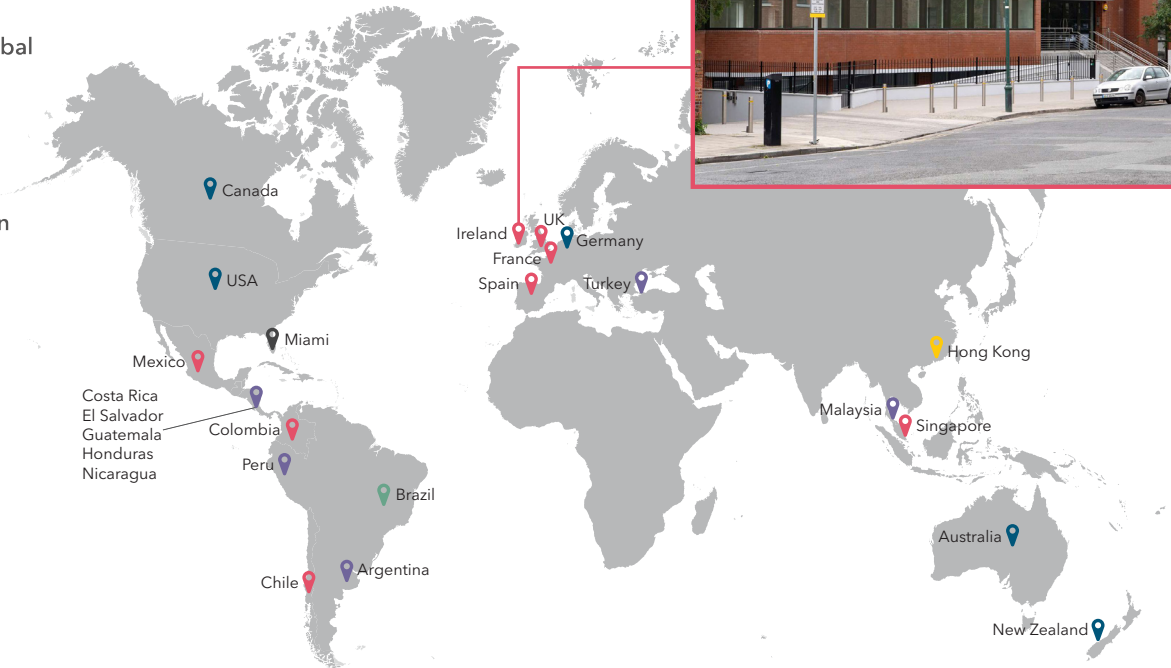 bal
n
Canada
USA
Miami
Mexico
Costa Rica
El Salvador
Guatemala
Honduras
Nicaragua
Colombia
Peru
Brazil
Argentina
Chile
Ireland
UK
Germany
France
Spain
Turkey
Hong Kong
Malaysia
Singapore
Australia
New Zealand